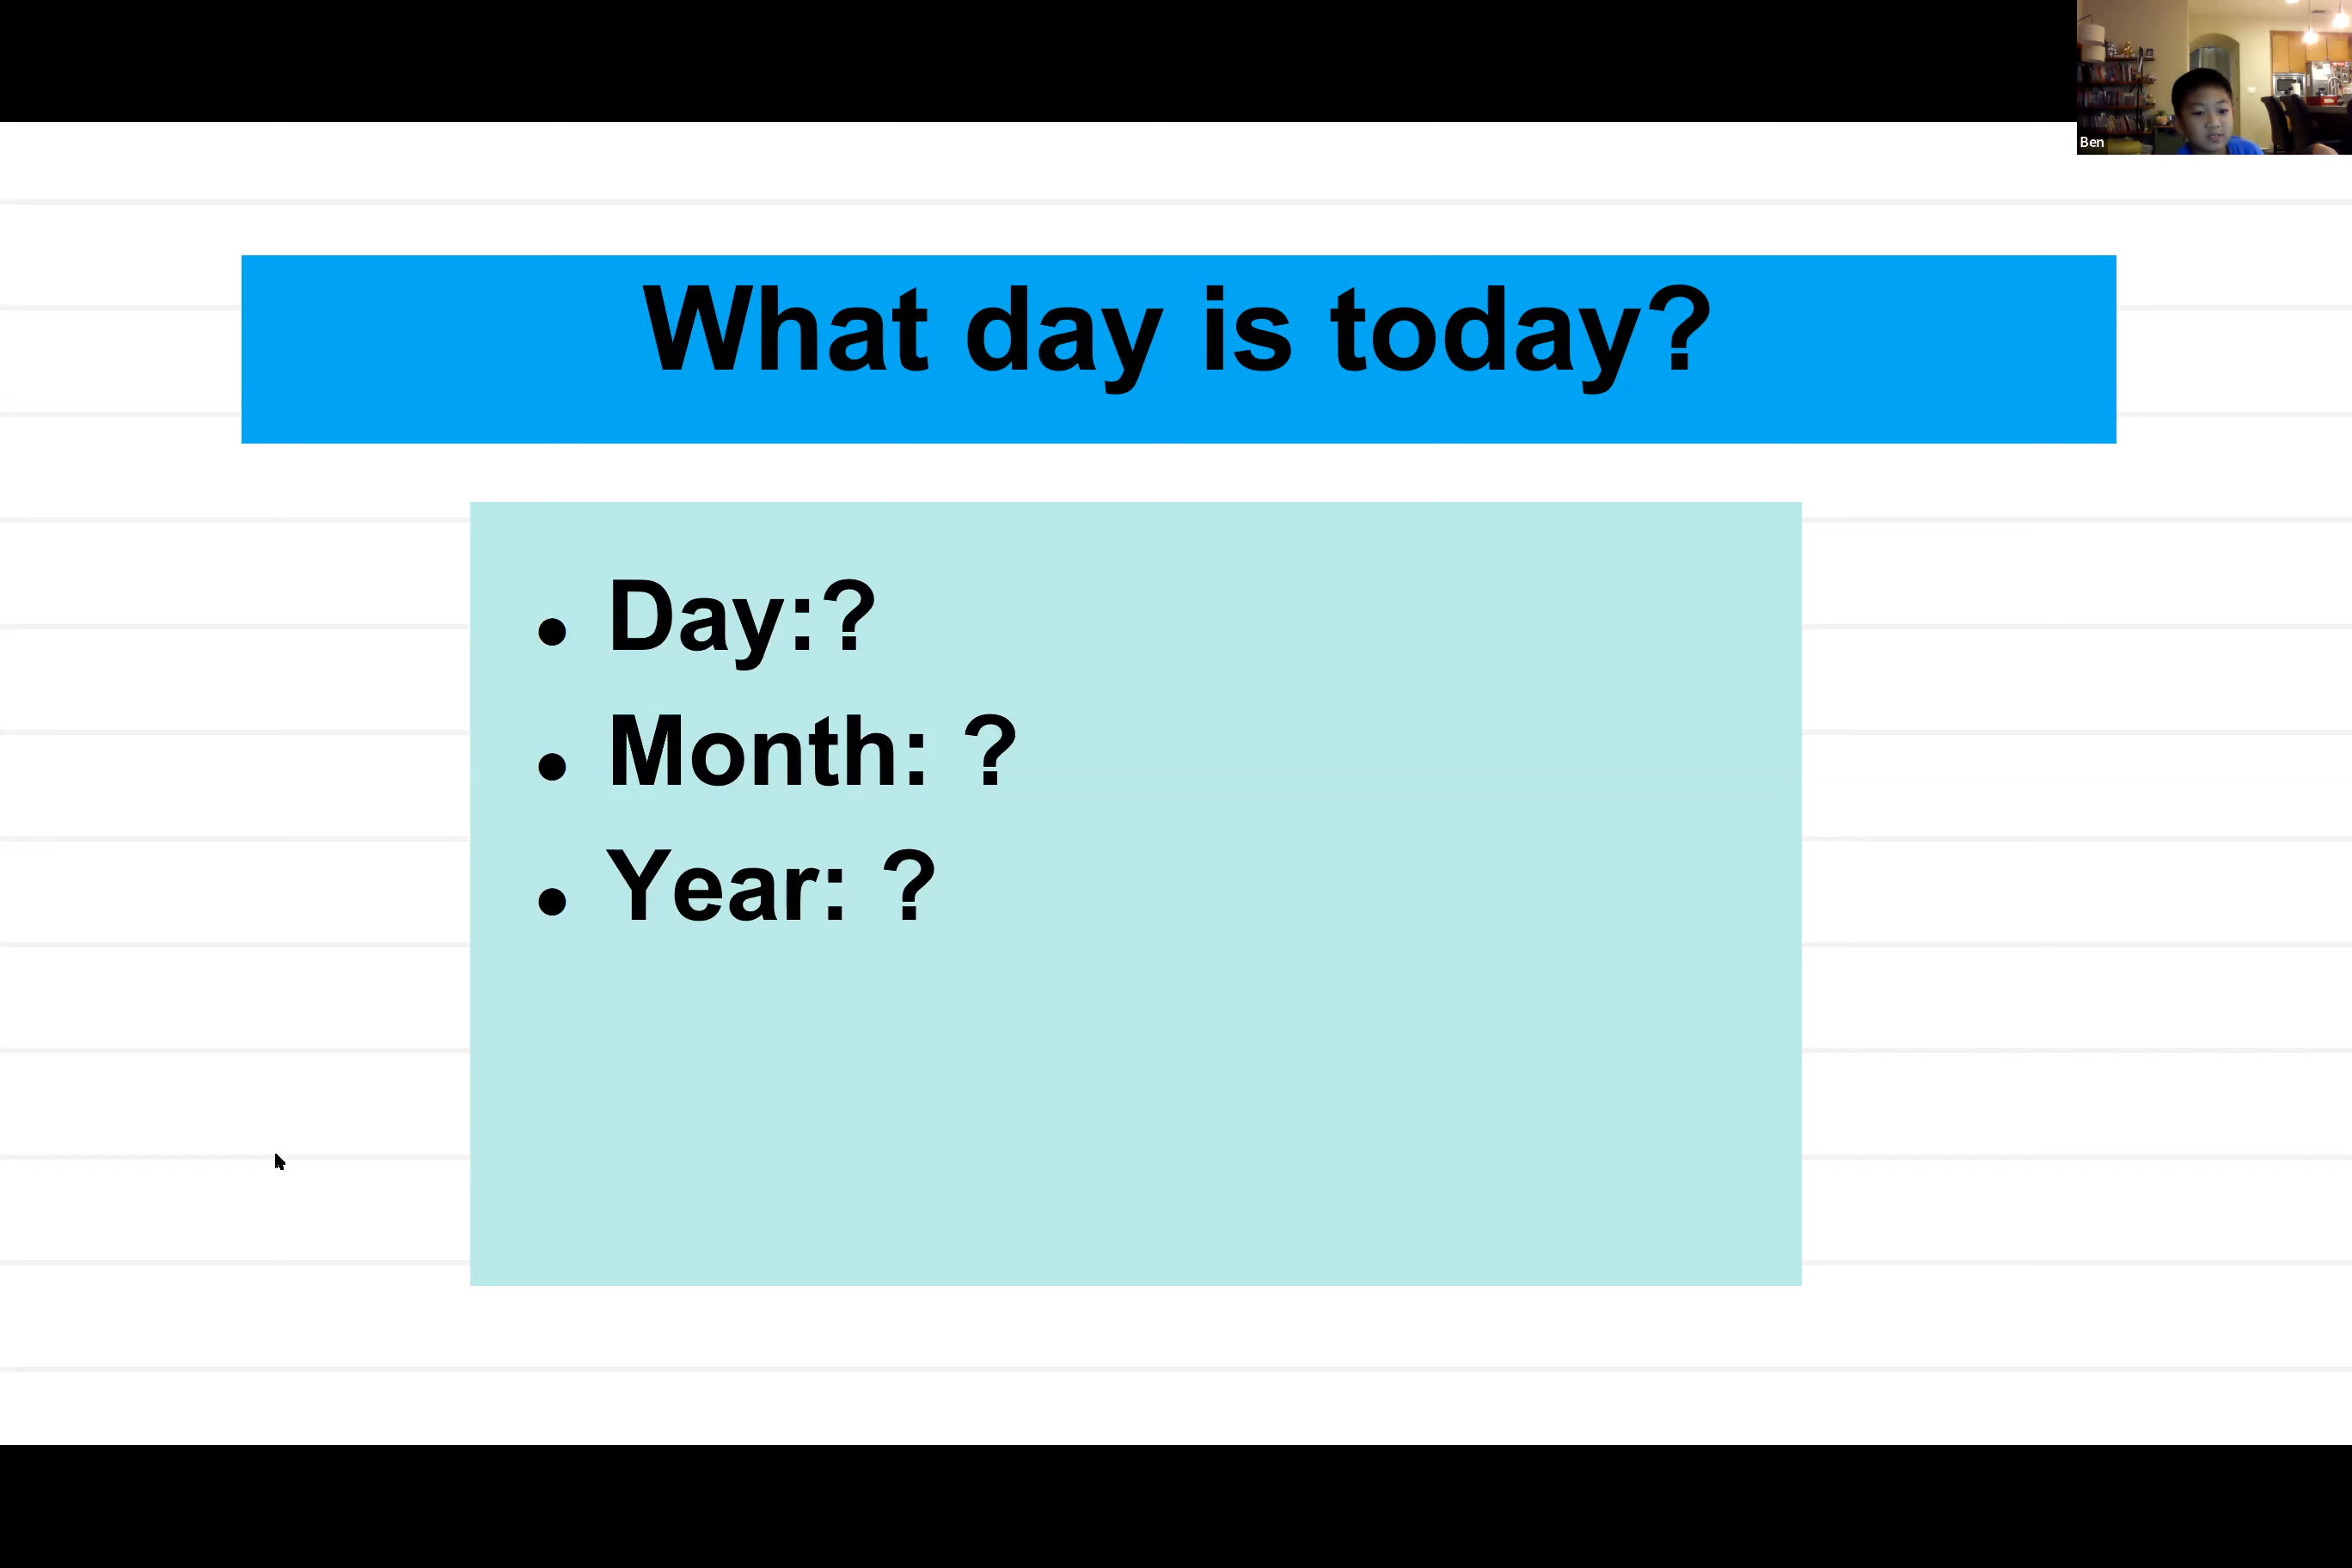 Ben
What day is today?
Day:?
Month: ?
Year: ?